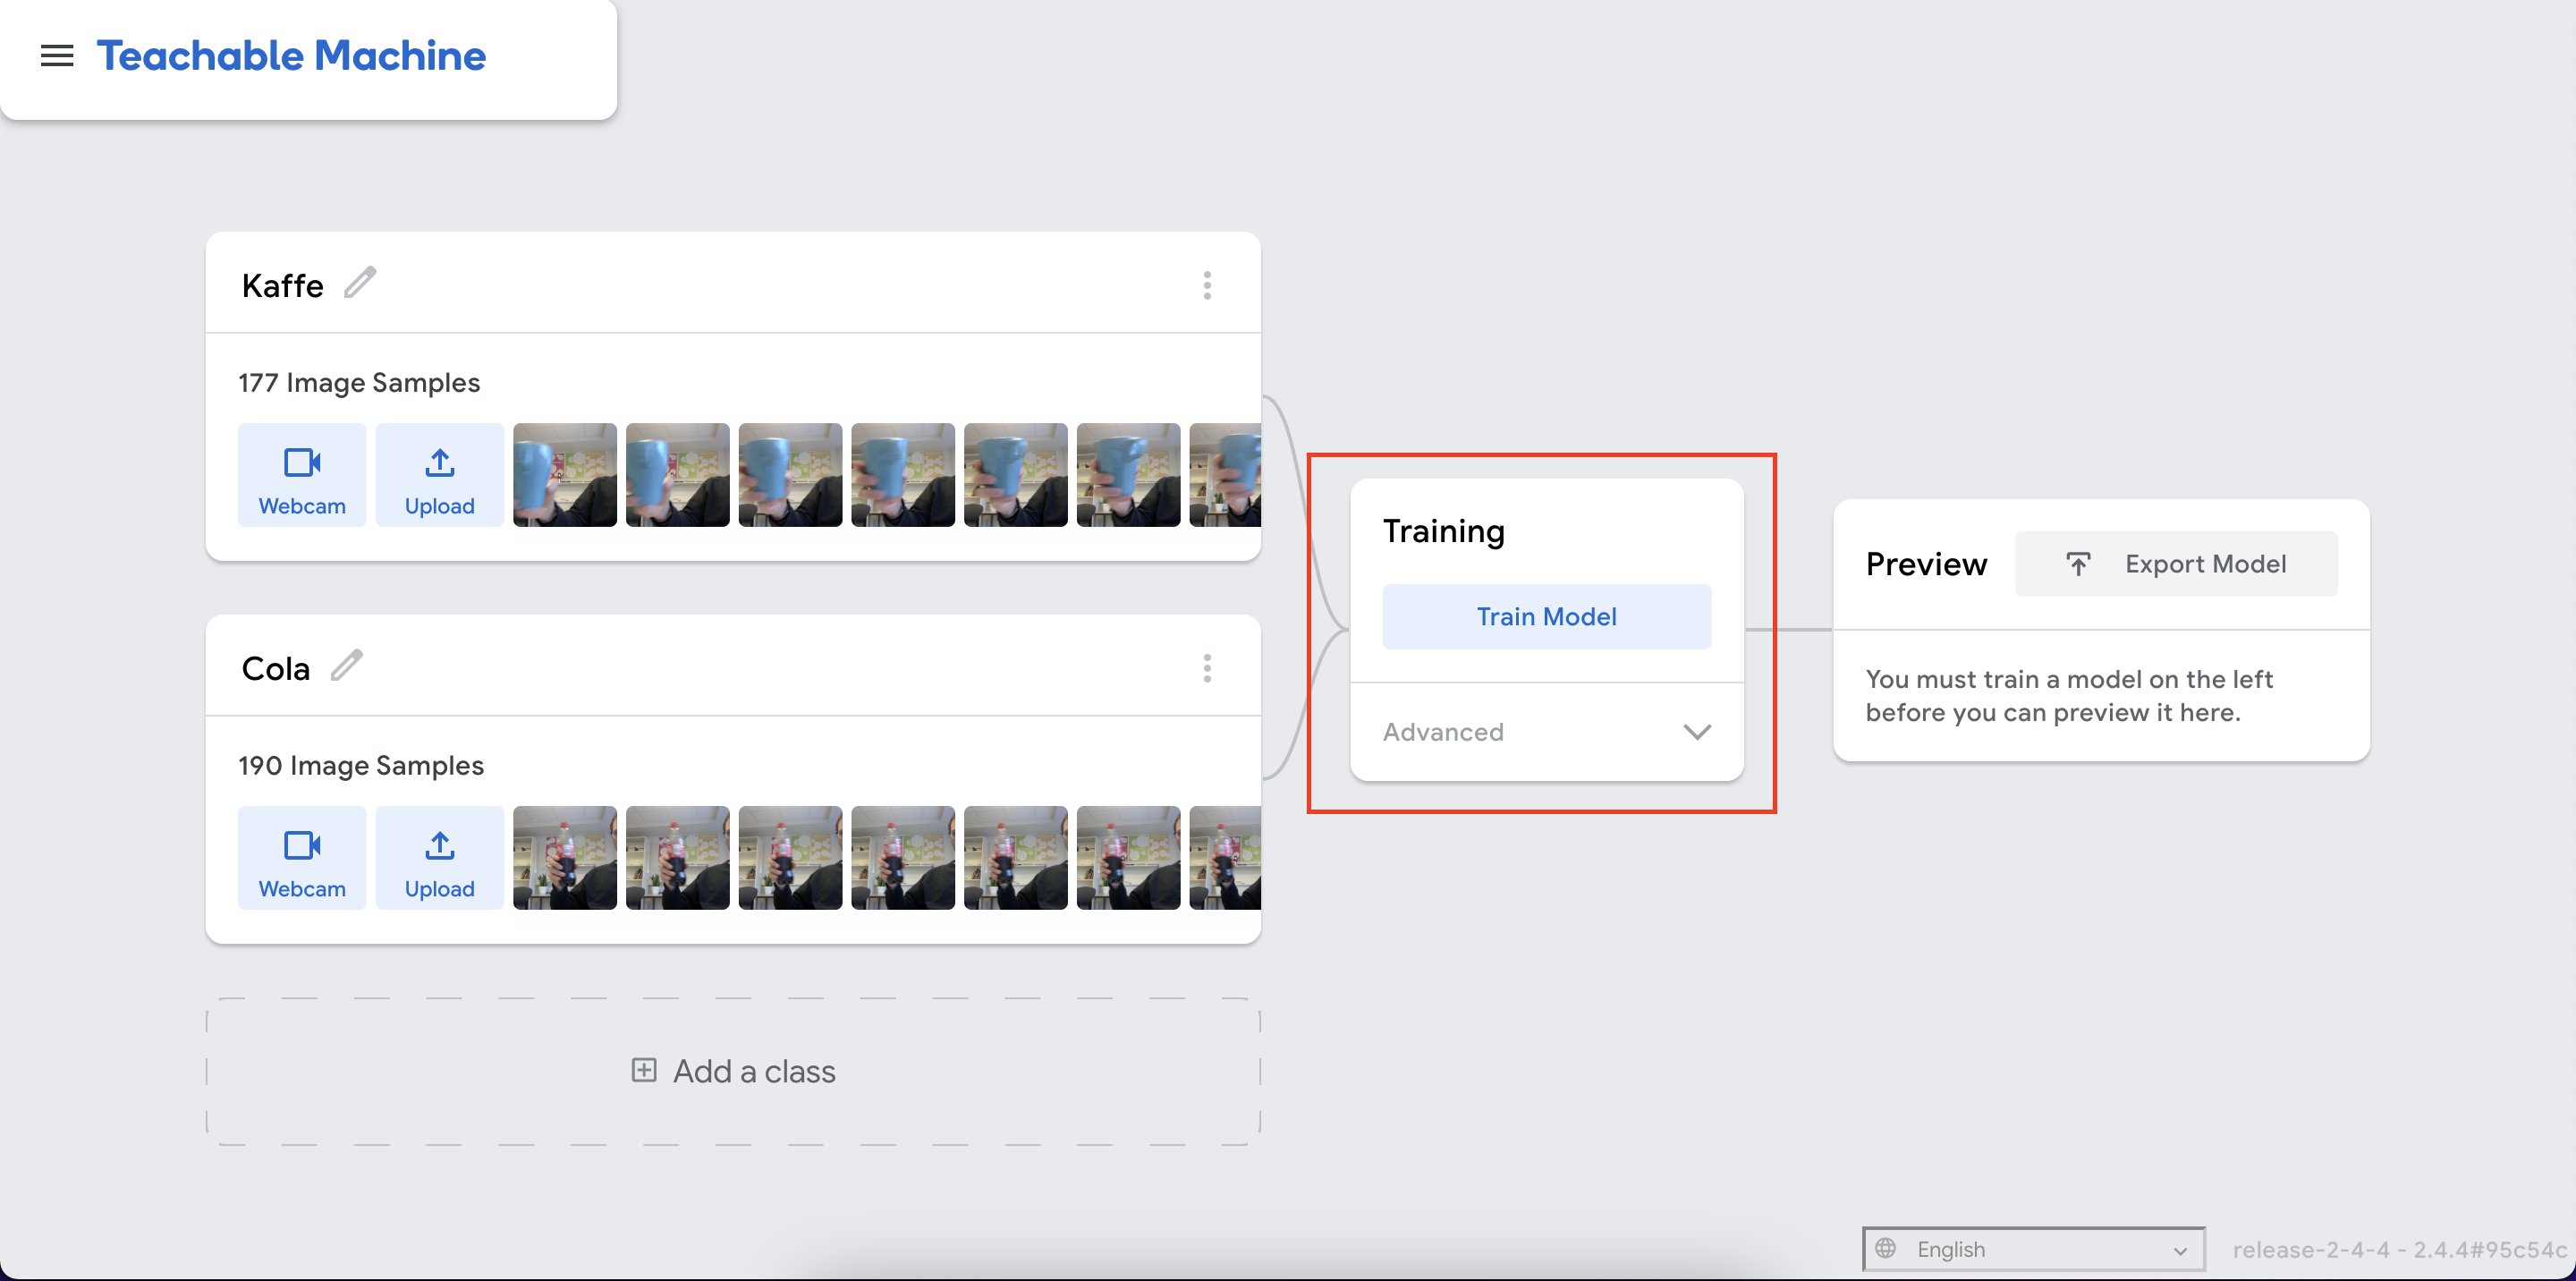 Teachable Machine
Kaffe
177 Image Samples
Webcam
Upload
Cola
190 Image Samples
Webcam
Upload
Add a class
Training
Train Model
Advanced
Preview
Export Model
You must train a model on the left
before you can preview it here.
English
release-2-4-4 - 2.4.4#95c54c